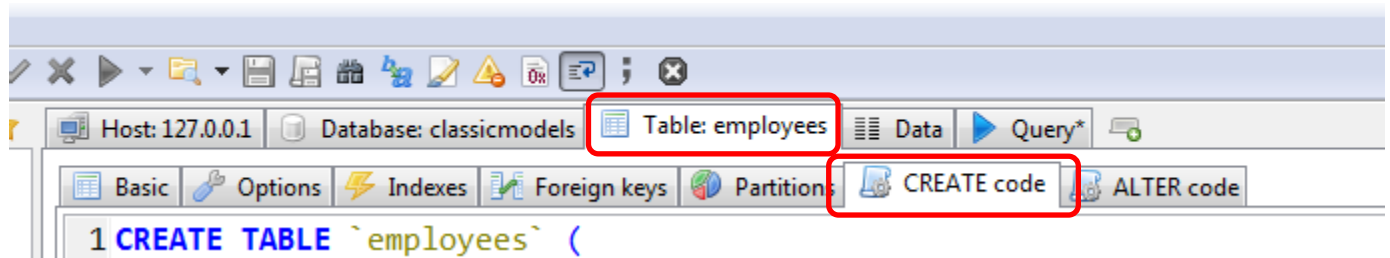 Host: 127.0.0.1 Database: classicmodels Table: employees Data Query*
Basic Options Indexes Foreign keys Partitions CREATE code ALTER code
1 CREATE TABLE `employees` (